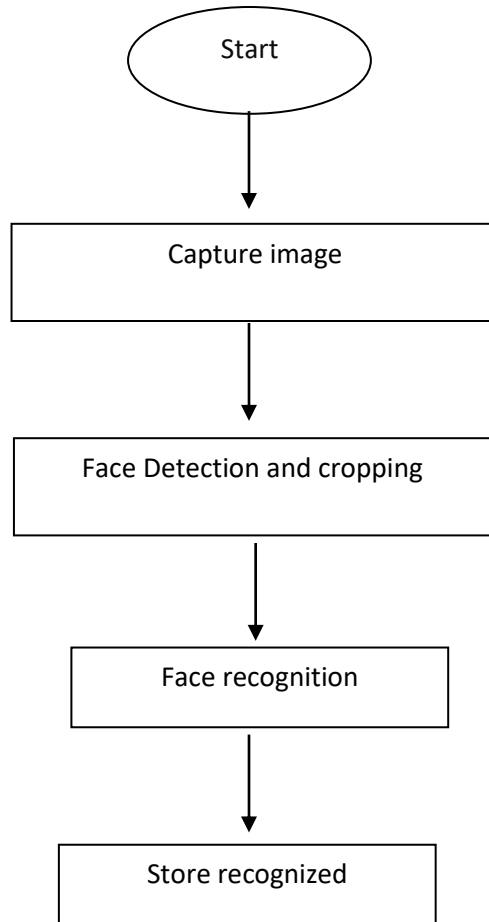 Start
Capture image
Face Detection and cropping
Face recognition
Store recognized